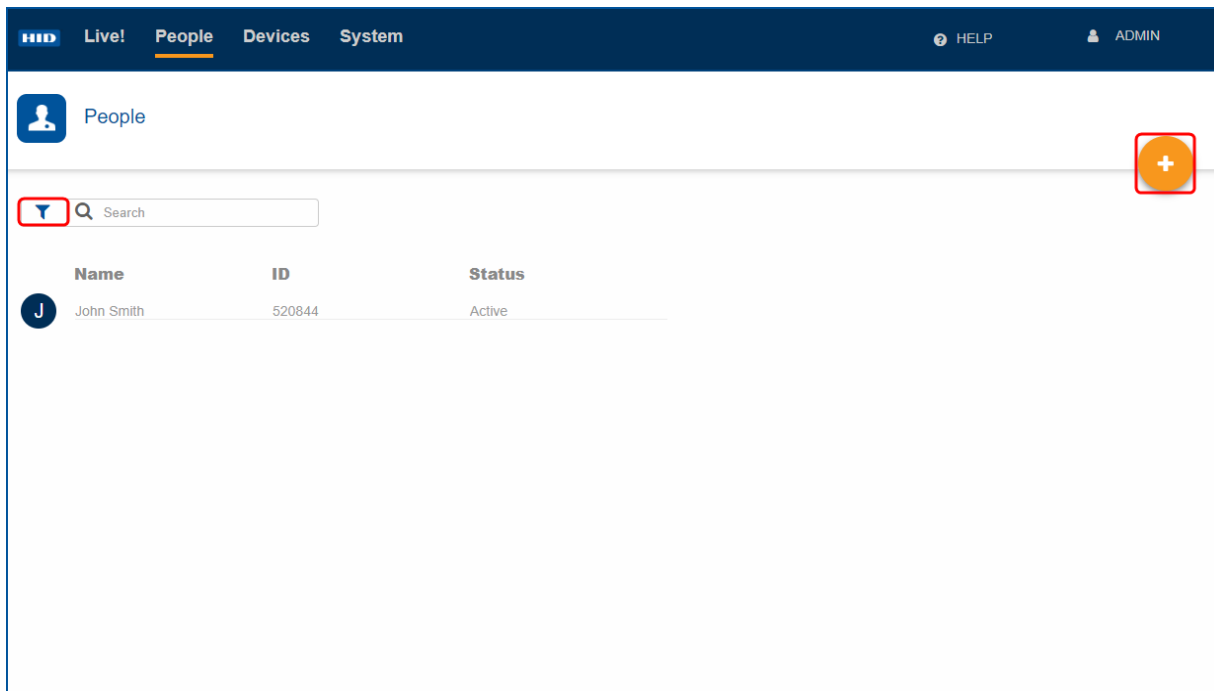 HID Live! People Devices System HELP ADMIN
People
Search
Name ID Status
J John Smith 520844 Active